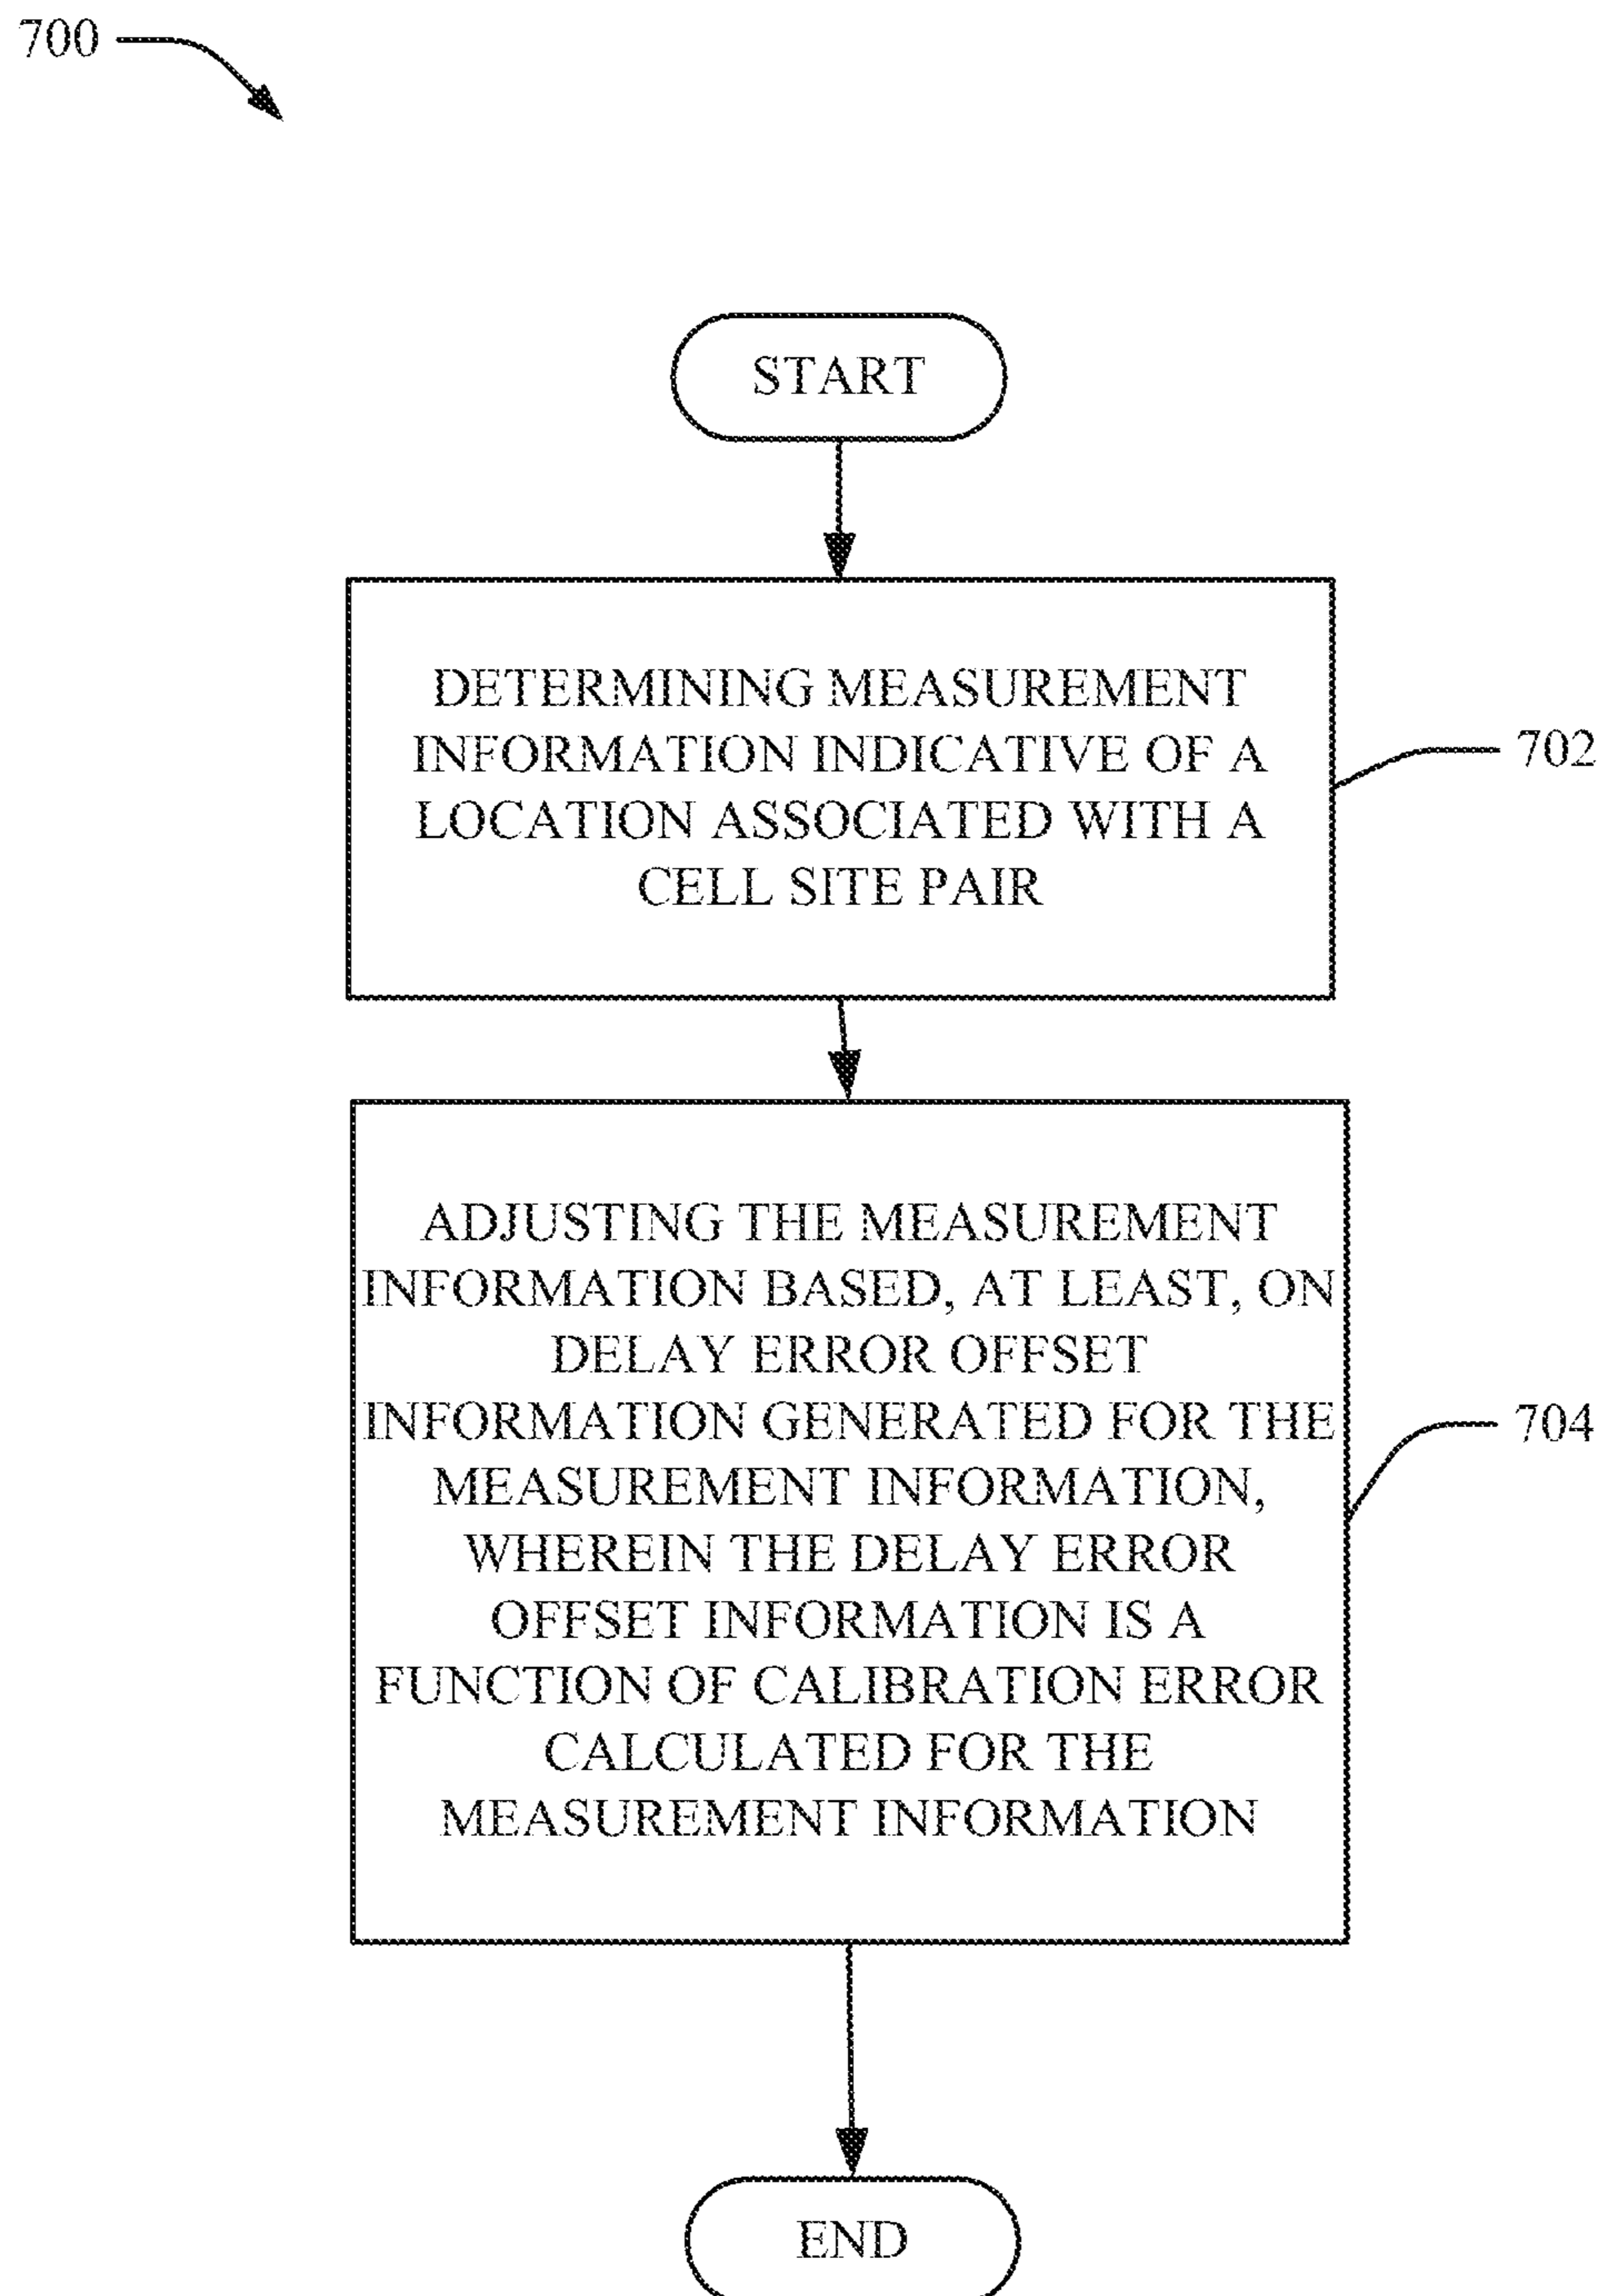 700
START
DETERMINING MEASUREMENT
INFORMATION INDICATIVE OF A
LOCATION ASSOCIATED WITH A
CELL SITE PAIR
702
ADJUSTING THE MEASUREMENT
INFORMATION BASED, AT LEAST, ON
DELAY ERROR OFFSET
INFORMATION GENERATED FOR THE
MEASUREMENT INFORMATION,
WHEREIN THE DELAY ERROR
OFFSET INFORMATION IS A
FUNCTION OF CALIBRATION ERROR
CALCULATED FOR THE
MEASUREMENT INFORMATION
704
END